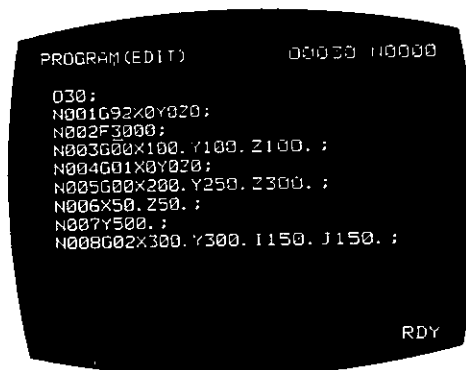 PROGRAM(EDIT) O0030 N0000
O30;
N001G92X0Y0Z0;
N002F3000;
N003G00X100.Y100.Z100.;
N004G01X0Y0Z0;
N005G00X200.Y250.Z300.;
N006X50.Z50.;
N007Y500.;
N008G02X300.Y300.I150.J150.;
RDY